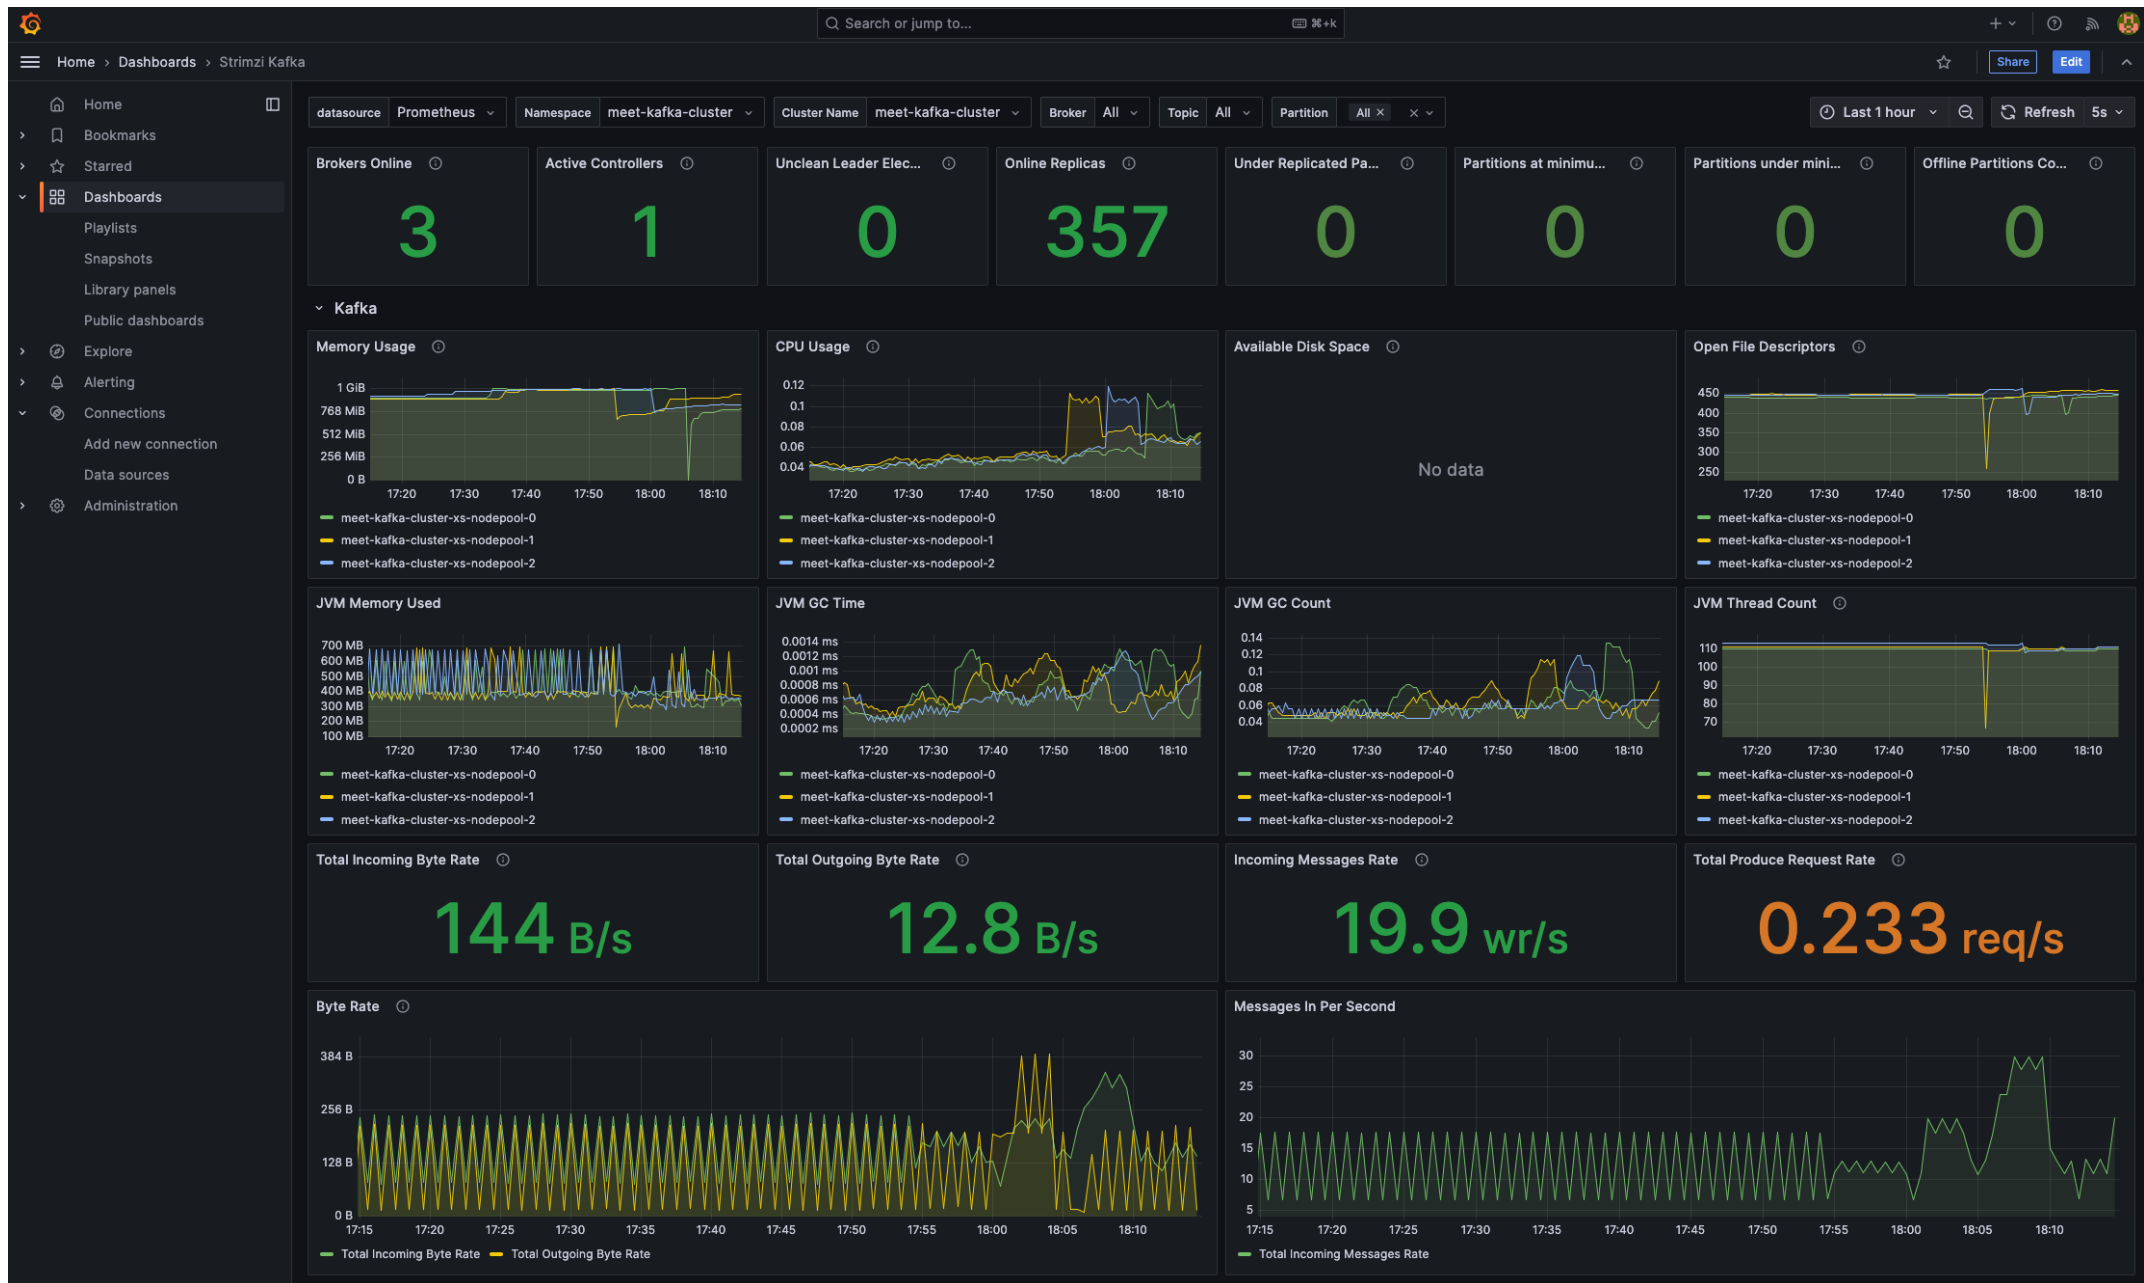 Search or jump to... ⌘+k
Home › Dashboards › Strimzi Kafka
Share
Edit
Home
Bookmarks
Starred
Dashboards
Playlists
Snapshots
Library panels
Public dashboards
Explore
Alerting
Connections
Add new connection
Data sources
Administration
datasource Prometheus Namespace meet-kafka-cluster Cluster Name meet-kafka-cluster Broker All Topic All Partition All Last 1 hour Refresh 5s
Brokers Online
3
Active Controllers
1
Unclean Leader Elec...
0
Online Replicas
357
Under Replicated Pa...
0
Partitions at minimu...
0
Partitions under mini...
0
Offline Partitions Co...
0
Kafka
Memory Usage
1 GiB
768 MiB
512 MiB
256 MiB
0 B
17:20 17:30 17:40 17:50 18:00 18:10
meet-kafka-cluster-xs-nodepool-0
meet-kafka-cluster-xs-nodepool-1
meet-kafka-cluster-xs-nodepool-2
CPU Usage
0.12
0.1
0.08
0.06
0.04
17:20 17:30 17:40 17:50 18:00 18:10
meet-kafka-cluster-xs-nodepool-0
meet-kafka-cluster-xs-nodepool-1
meet-kafka-cluster-xs-nodepool-2
Available Disk Space
No data
Open File Descriptors
450
400
350
300
250
17:20 17:30 17:40 17:50 18:00 18:10
meet-kafka-cluster-xs-nodepool-0
meet-kafka-cluster-xs-nodepool-1
meet-kafka-cluster-xs-nodepool-2
JVM Memory Used
700 MB
600 MB
500 MB
400 MB
300 MB
200 MB
100 MB
17:20 17:30 17:40 17:50 18:00 18:10
meet-kafka-cluster-xs-nodepool-0
meet-kafka-cluster-xs-nodepool-1
meet-kafka-cluster-xs-nodepool-2
JVM GC Time
0.0014 ms
0.0012 ms
0.001 ms
0.0008 ms
0.0006 ms
0.0004 ms
0.0002 ms
17:20 17:30 17:40 17:50 18:00 18:10
meet-kafka-cluster-xs-nodepool-0
meet-kafka-cluster-xs-nodepool-1
meet-kafka-cluster-xs-nodepool-2
JVM GC Count
0.14
0.12
0.1
0.08
0.06
0.04
17:20 17:30 17:40 17:50 18:00 18:10
meet-kafka-cluster-xs-nodepool-0
meet-kafka-cluster-xs-nodepool-1
meet-kafka-cluster-xs-nodepool-2
JVM Thread Count
110
100
90
80
70
17:20 17:30 17:40 17:50 18:00 18:10
meet-kafka-cluster-xs-nodepool-0
meet-kafka-cluster-xs-nodepool-1
meet-kafka-cluster-xs-nodepool-2
Total Incoming Byte Rate
144 B/s
Total Outgoing Byte Rate
12.8 B/s
Incoming Messages Rate
19.9 wr/s
Total Produce Request Rate
0.233 req/s
Byte Rate
384 B
256 B
128 B
0 B
17:15 17:20 17:25 17:30 17:35 17:40 17:45 17:50 17:55 18:00 18:05 18:10
Total Incoming Byte Rate Total Outgoing Byte Rate
Messages In Per Second
30
25
20
15
10
5
17:15 17:20 17:25 17:30 17:35 17:40 17:45 17:50 17:55 18:00 18:05 18:10
Total Incoming Messages Rate